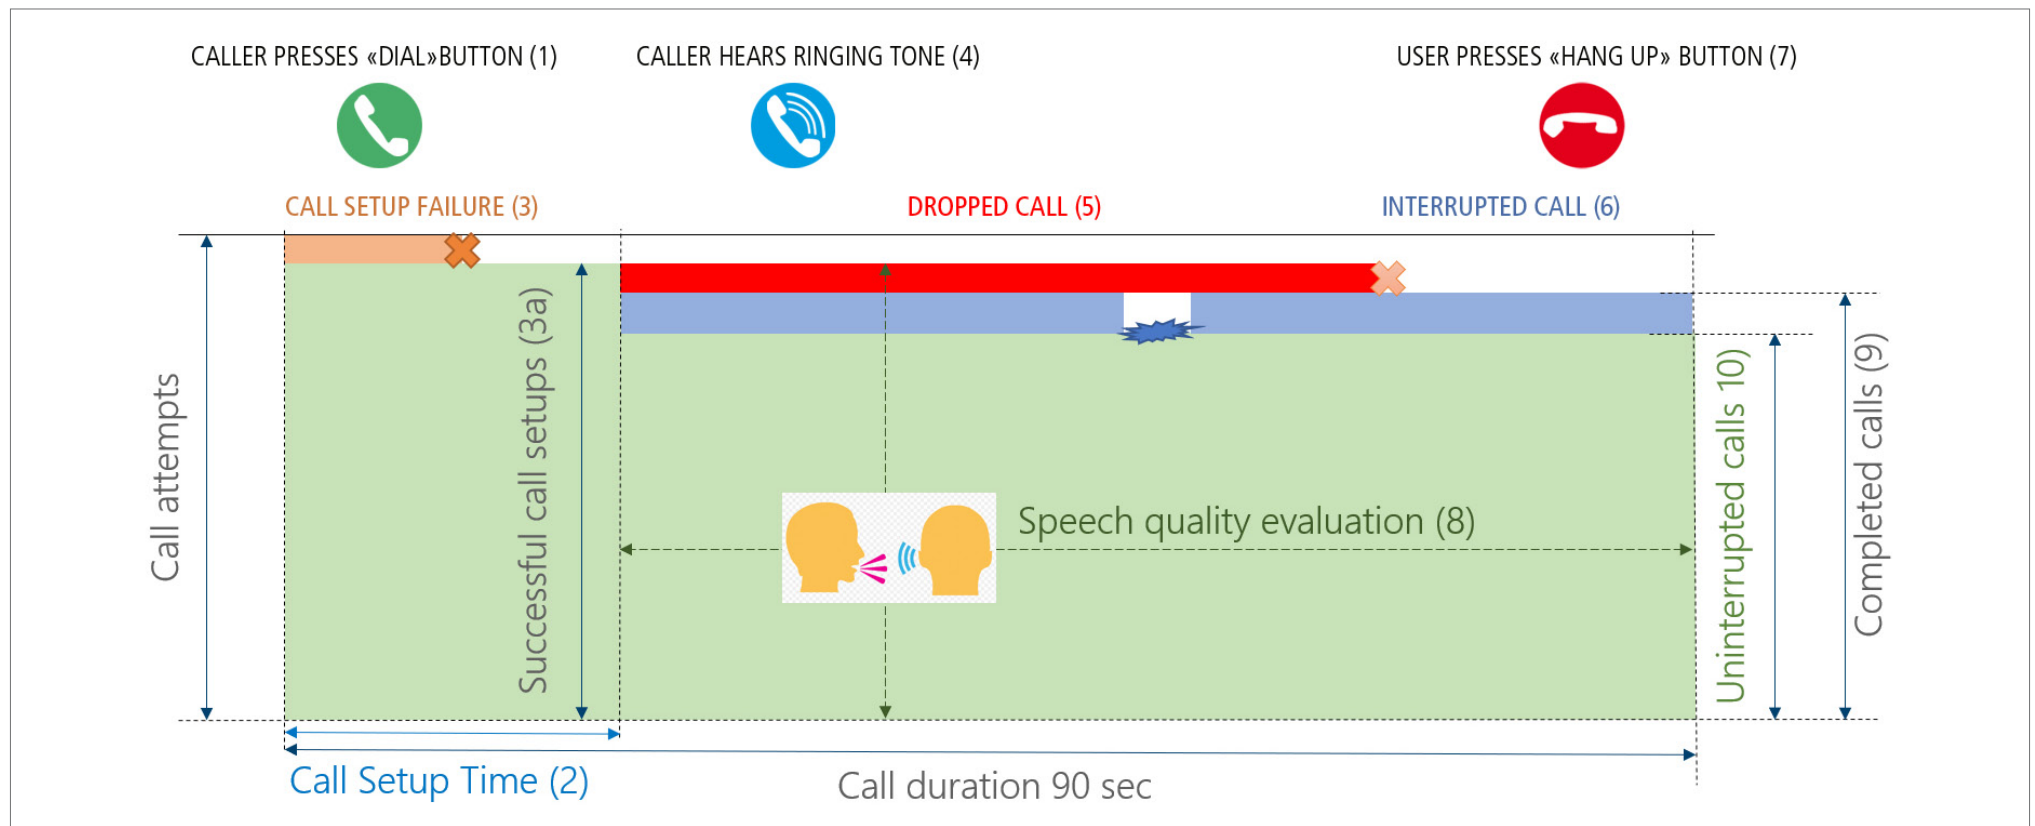 CALLER PRESSES «DIAL»BUTTON (1)
CALLER HEARS RINGING TONE (4)
USER PRESSES «HANG UP» BUTTON (7)
CALL SETUP FAILURE (3)
DROPPED CALL (5)
INTERRUPTED CALL (6)
Call attempts
Successful call setups (3a)
Speech quality evaluation (8)
Uninterrupted calls 10)
Completed calls (9)
Call Setup Time (2)
Call duration 90 sec